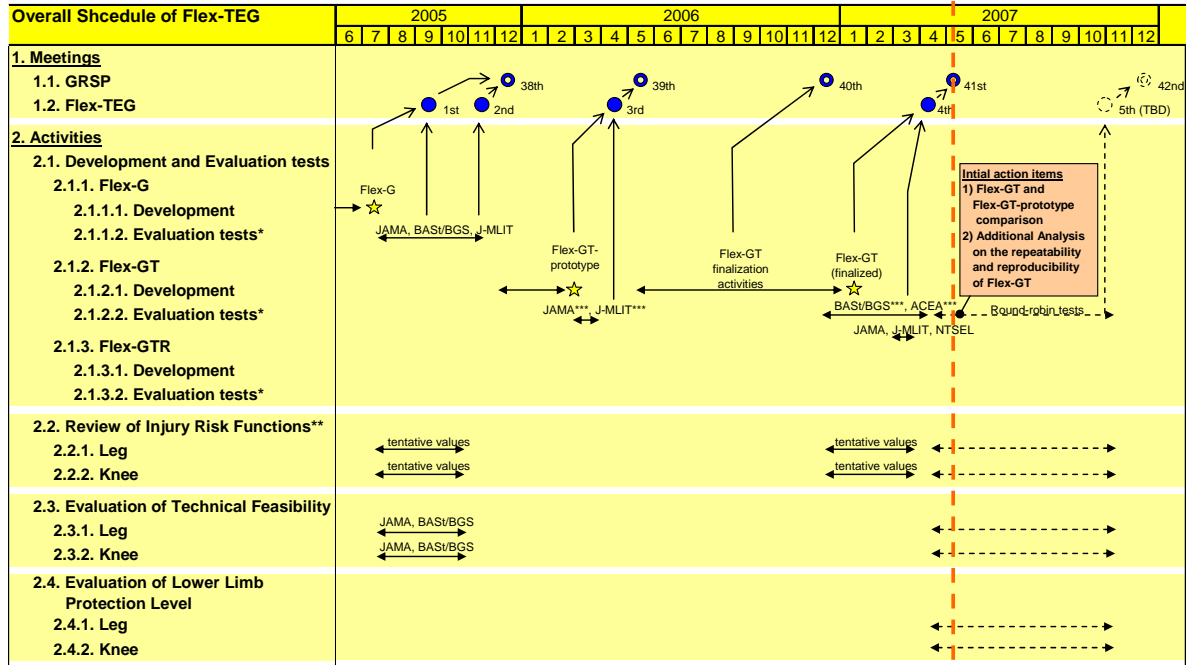 Overall Shcedule of Flex-TEG
2005 2006 2007
6 7 8 9 10 11 12 1 2 3 4 5 6 7 8 9 10 11 12 1 2 3 4 5 6 7 8 9 10 11 12
1. Meetings
1.1. GRSP
38th 39th 40th 41st 42nd
1.2. Flex-TEG
1st 2nd 3rd 4th 5th (TBD)
2. Activities
2.1. Development and Evaluation tests
2.1.1. Flex-G
Flex-G
2.1.1.1. Development
2.1.1.2. Evaluation tests*
JAMA, BASt/BGS, J-MLIT
Intial action items
1) Flex-GT and
Flex-GT-prototype
comparison
2) Additional Analysis
on the repeatability
and reproducibility
of Flex-GT
2.1.2. Flex-GT
Flex-GT-
prototype
Flex-GT
finalization
activities
Flex-GT
(finalized)
2.1.2.1. Development
2.1.2.2. Evaluation tests*
JAMA***, J-MLIT***
BASt/BGS***, ACEA***
Round-robin tests
JAMA, J-MLIT, NTSEL
2.1.3. Flex-GTR
2.1.3.1. Development
2.1.3.2. Evaluation tests*
2.2. Review of Injury Risk Functions**
2.2.1. Leg
tentative values tentative values
2.2.2. Knee
tentative values tentative values
2.3. Evaluation of Technical Feasibility
2.3.1. Leg
JAMA, BASt/BGS
2.3.2. Knee
JAMA, BASt/BGS
2.4. Evaluation of Lower Limb
Protection Level
2.4.1. Leg
2.4.2. Knee